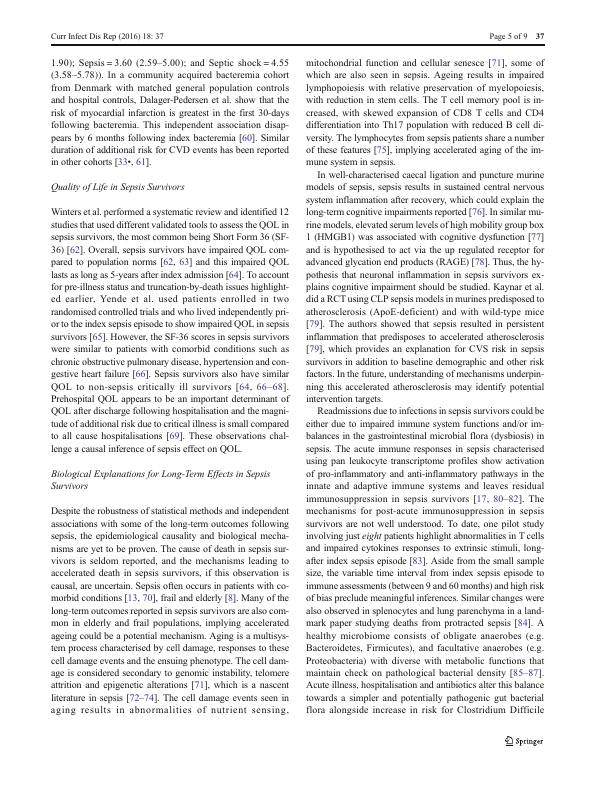 Curr Infect Dis Rep (2016) 18: 37
Page 5 of 9 37
1.90); Sepsis = 3.60 (2.59–5.00); and Septic shock = 4.55
(3.58–5.78)). In a community acquired bacteremia cohort
from Denmark with matched general population controls
and hospital controls, Dalager-Pedersen et al. show that the
risk of myocardial infarction is greatest in the first 30-days
following bacteremia. This independent association disap-
pears by 6 months following index bacteremia [60]. Similar
duration of additional risk for CVD events has been reported
in other cohorts [33•, 61].
Quality of Life in Sepsis Survivors
Winters et al. performed a systematic review and identified 12
studies that used different validated tools to assess the QOL in
sepsis survivors, the most common being Short Form 36 (SF-
36) [62]. Overall, sepsis survivors have impaired QOL com-
pared to population norms [62, 63] and this impaired QOL
lasts as long as 5-years after index admission [64]. To account
for pre-illness status and truncation-by-death issues highlight-
ed earlier, Yende et al. used patients enrolled in two
randomised controlled trials and who lived independently pri-
or to the index sepsis episode to show impaired QOL in sepsis
survivors [65]. However, the SF-36 scores in sepsis survivors
were similar to patients with comorbid conditions such as
chronic obstructive pulmonary disease, hypertension and con-
gestive heart failure [66]. Sepsis survivors also have similar
QOL to non-sepsis critically ill survivors [64, 66–68].
Prehospital QOL appears to be an important determinant of
QOL after discharge following hospitalisation and the magni-
tude of additional risk due to critical illness is small compared
to all cause hospitalisations [69]. These observations chal-
lenge a causal inference of sepsis effect on QOL.
Biological Explanations for Long-Term Effects in Sepsis
Survivors
Despite the robustness of statistical methods and independent
associations with some of the long-term outcomes following
sepsis, the epidemiological causality and biological mecha-
nisms are yet to be proven. The cause of death in sepsis sur-
vivors is seldom reported, and the mechanisms leading to
accelerated death in sepsis survivors, if this observation is
causal, are uncertain. Sepsis often occurs in patients with co-
morbid conditions [13, 70], frail and elderly [8]. Many of the
long-term outcomes reported in sepsis survivors are also com-
mon in elderly and frail populations, implying accelerated
ageing could be a potential mechanism. Aging is a multisys-
tem process characterised by cell damage, responses to these
cell damage events and the ensuing phenotype. The cell dam-
age is considered secondary to genomic instability, telomere
attrition and epigenetic alterations [71], which is a nascent
literature in sepsis [72–74]. The cell damage events seen in
aging results in abnormalities of nutrient sensing,
mitochondrial function and cellular senesce [71], some of
which are also seen in sepsis. Ageing results in impaired
lymphopoiesis with relative preservation of myelopoiesis,
with reduction in stem cells. The T cell memory pool is in-
creased, with skewed expansion of CD8 T cells and CD4
differentiation into Th17 population with reduced B cell di-
versity. The lymphocytes from sepsis patients share a number
of these features [75], implying accelerated aging of the im-
mune system in sepsis.
In well-characterised caecal ligation and puncture murine
models of sepsis, sepsis results in sustained central nervous
system inflammation after recovery, which could explain the
long-term cognitive impairments reported [76]. In similar mu-
rine models, elevated serum levels of high mobility group box
1 (HMGB1) was associated with cognitive dysfunction [77]
and is hypothesised to act via the up regulated receptor for
advanced glycation end products (RAGE) [78]. Thus, the hy-
pothesis that neuronal inflammation in sepsis survivors ex-
plains cognitive impairment should be studied. Kaynar et al.
did a RCT using CLP sepsis models in murines predisposed to
atherosclerosis (ApoE-deficient) and with wild-type mice
[79]. The authors showed that sepsis resulted in persistent
inflammation that predisposes to accelerated atherosclerosis
[79], which provides an explanation for CVS risk in sepsis
survivors in addition to baseline demographic and other risk
factors. In the future, understanding of mechanisms underpin-
ning this accelerated atherosclerosis may identify potential
intervention targets.
Readmissions due to infections in sepsis survivors could be
either due to impaired immune system functions and/or im-
balances in the gastrointestinal microbial flora (dysbiosis) in
sepsis. The acute immune responses in sepsis characterised
using pan leukocyte transcriptome profiles show activation
of pro-inflammatory and anti-inflammatory pathways in the
innate and adaptive immune systems and leaves residual
immunosuppression in sepsis survivors [17, 80–82]. The
mechanisms for post-acute immunosuppression in sepsis
survivors are not well understood. To date, one pilot study
involving just eight patients highlight abnormalities in T cells
and impaired cytokines responses to extrinsic stimuli, long-
after index sepsis episode [83]. Aside from the small sample
size, the variable time interval from index sepsis episode to
immune assessments (between 9 and 60 months) and high risk
of bias preclude meaningful inferences. Similar changes were
also observed in splenocytes and lung parenchyma in a land-
mark paper studying deaths from protracted sepsis [84]. A
healthy microbiome consists of obligate anaerobes (e.g.
Bacteroidetes, Firmicutes), and facultative anaerobes (e.g.
Proteobacteria) with diverse with metabolic functions that
maintain check on pathological bacterial density [85–87].
Acute illness, hospitalisation and antibiotics alter this balance
towards a simpler and potentially pathogenic gut bacterial
flora alongside increase in risk for Clostridium Difficile
Springer